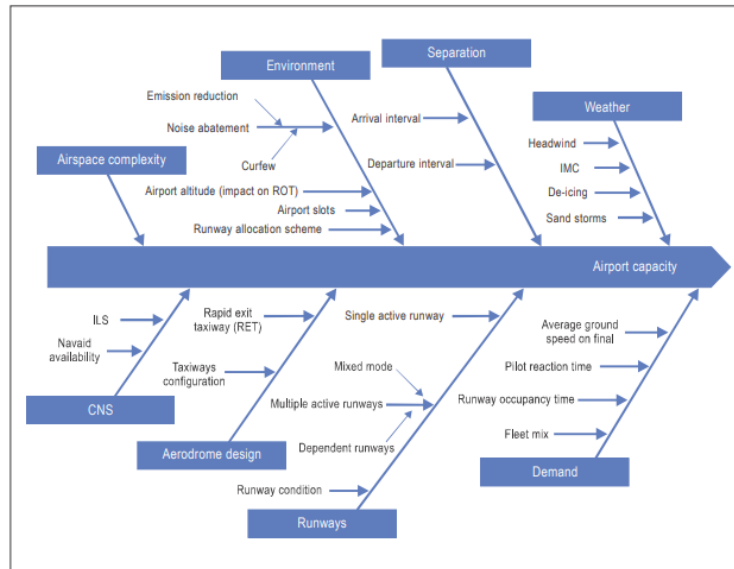 Environment
Separation
Weather
Airspace complexity
Emission reduction
Noise abatement
Curfew
Airport altitude (impact on ROT)
Airport slots
Runway allocation scheme
Arrival interval
Departure interval
Headwind
IMC
De-icing
Sand storms
Airport capacity
ILS
Navaid
availability
CNS
Rapid exit
taxiway (RET)
Taxiways
configuration
Aerodrome design
Single active runway
Mixed mode
Multiple active runways
Dependent runways
Runway condition
Runways
Average ground
speed on final
Pilot reaction time
Runway occupancy time
Fleet mix
Demand